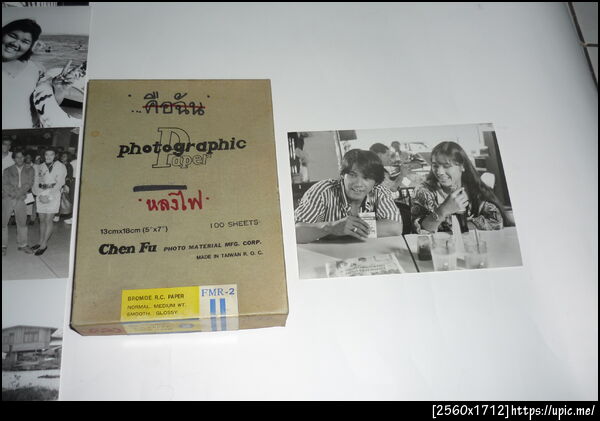 ..คือฉัน..
photographic
Paper
.หลงไฟ.
13cmx18cm (5"x7") 100 SHEETS
Chen Fu PHOTO MATERIAL MFG. CORP.
MADE IN TAIWAN R. O. C.
BROMIDE R.C. PAPER
NORMAL. MEDIUM WT.
SMOOTH. GLOSSY.
FMR-2
[2560x1712]https://upic.me/